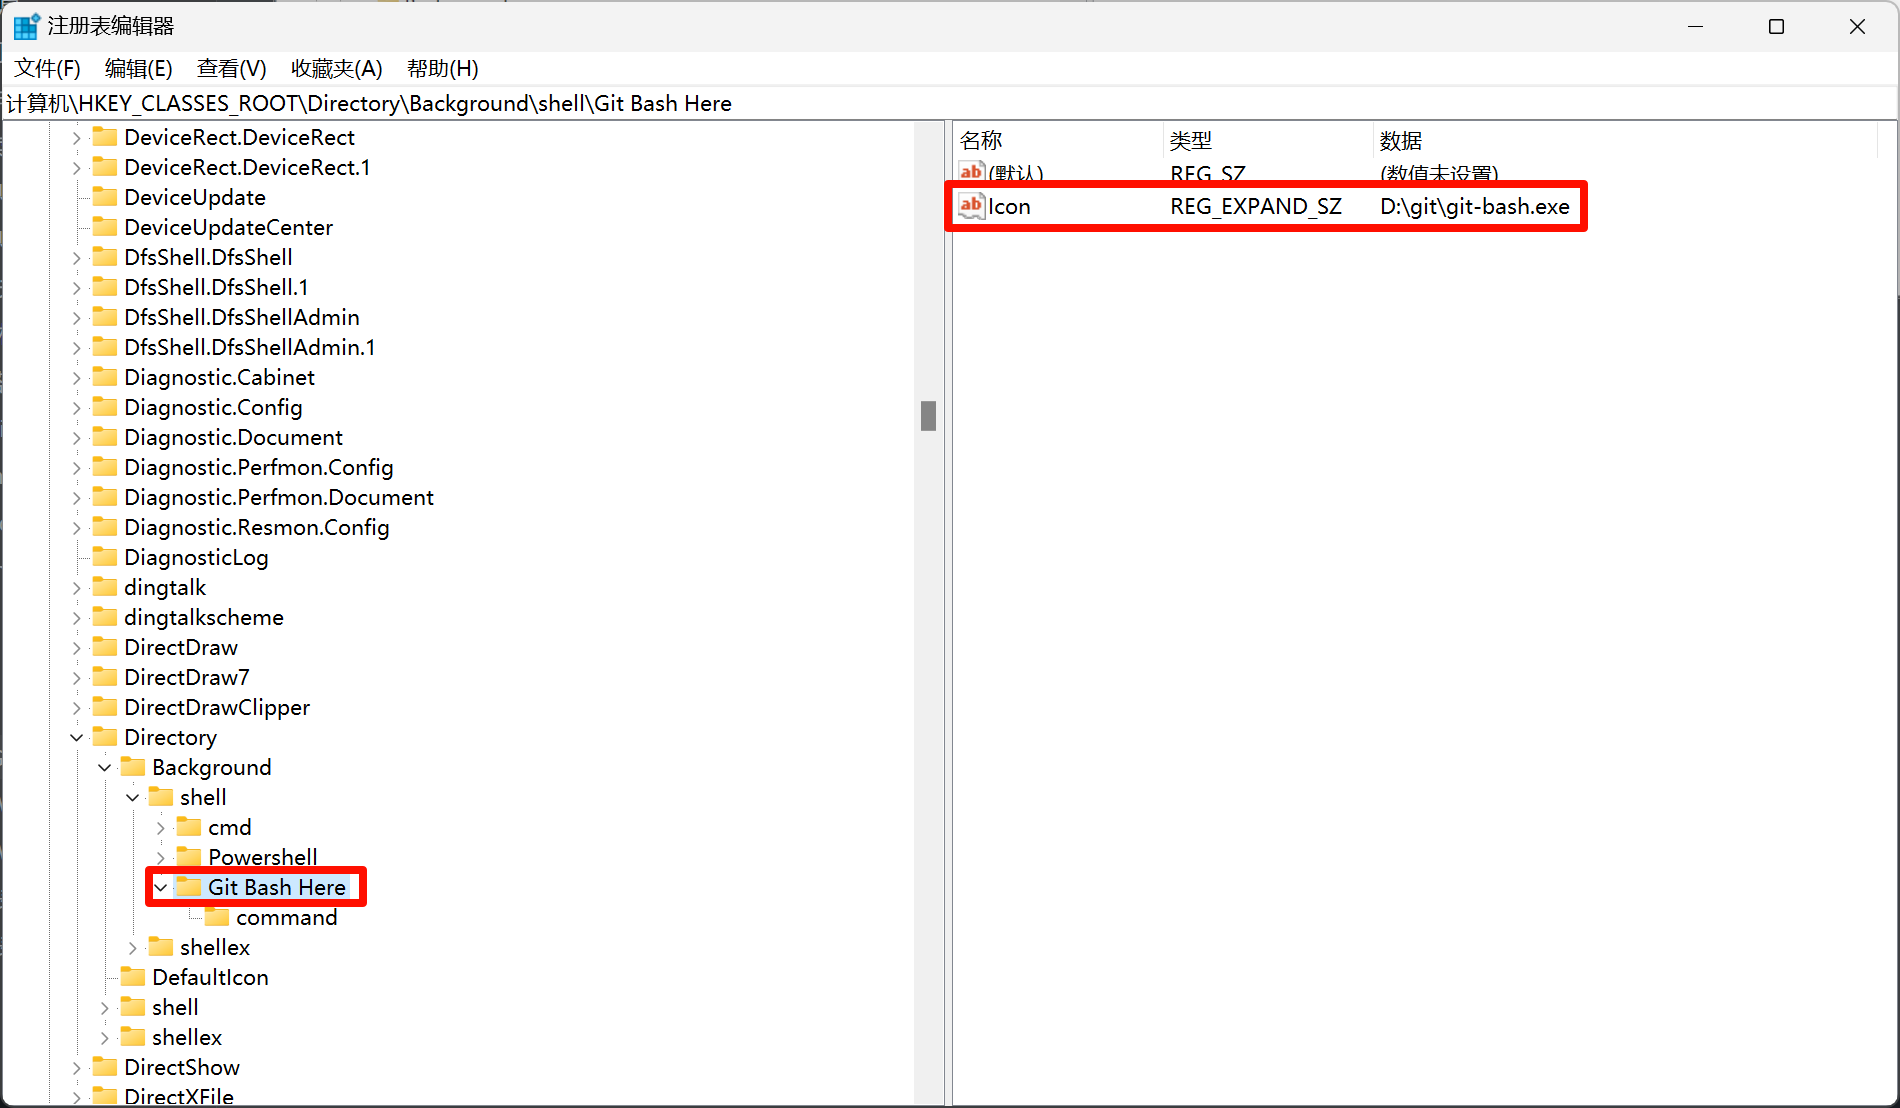 注册表编辑器
文件(F) 编辑(E) 查看(V) 收藏夹(A) 帮助(H)
计算机\HKEY_CLASSES_ROOT\Directory\Background\shell\Git Bash Here
DeviceRect.DeviceRect
DeviceRect.DeviceRect.1
DeviceUpdate
DeviceUpdateCenter
DfsShell.DfsShell
DfsShell.DfsShell.1
DfsShell.DfsShellAdmin
DfsShell.DfsShellAdmin.1
Diagnostic.Cabinet
Diagnostic.Config
Diagnostic.Document
Diagnostic.Perfmon.Config
Diagnostic.Perfmon.Document
Diagnostic.Resmon.Config
DiagnosticLog
dingtalk
dingtalkscheme
DirectDraw
DirectDraw7
DirectDrawClipper
Directory
Background
shell
cmd
Powershell
Git Bash Here
command
shellex
DefaultIcon
shell
shellex
DirectShow
DirectXFile
名称 类型 数据
ab (默认) REG_SZ (数值未设置)
ab Icon REG_EXPAND_SZ D:\git\git-bash.exe